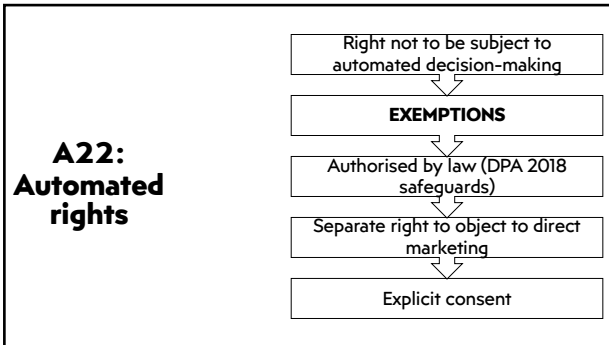 A22:
Automated
rights
Right not to be subject to
automated decision-making
EXEMPTIONS
Authorised by law (DPA 2018
safeguards)
Separate right to object to direct
marketing
Explicit consent